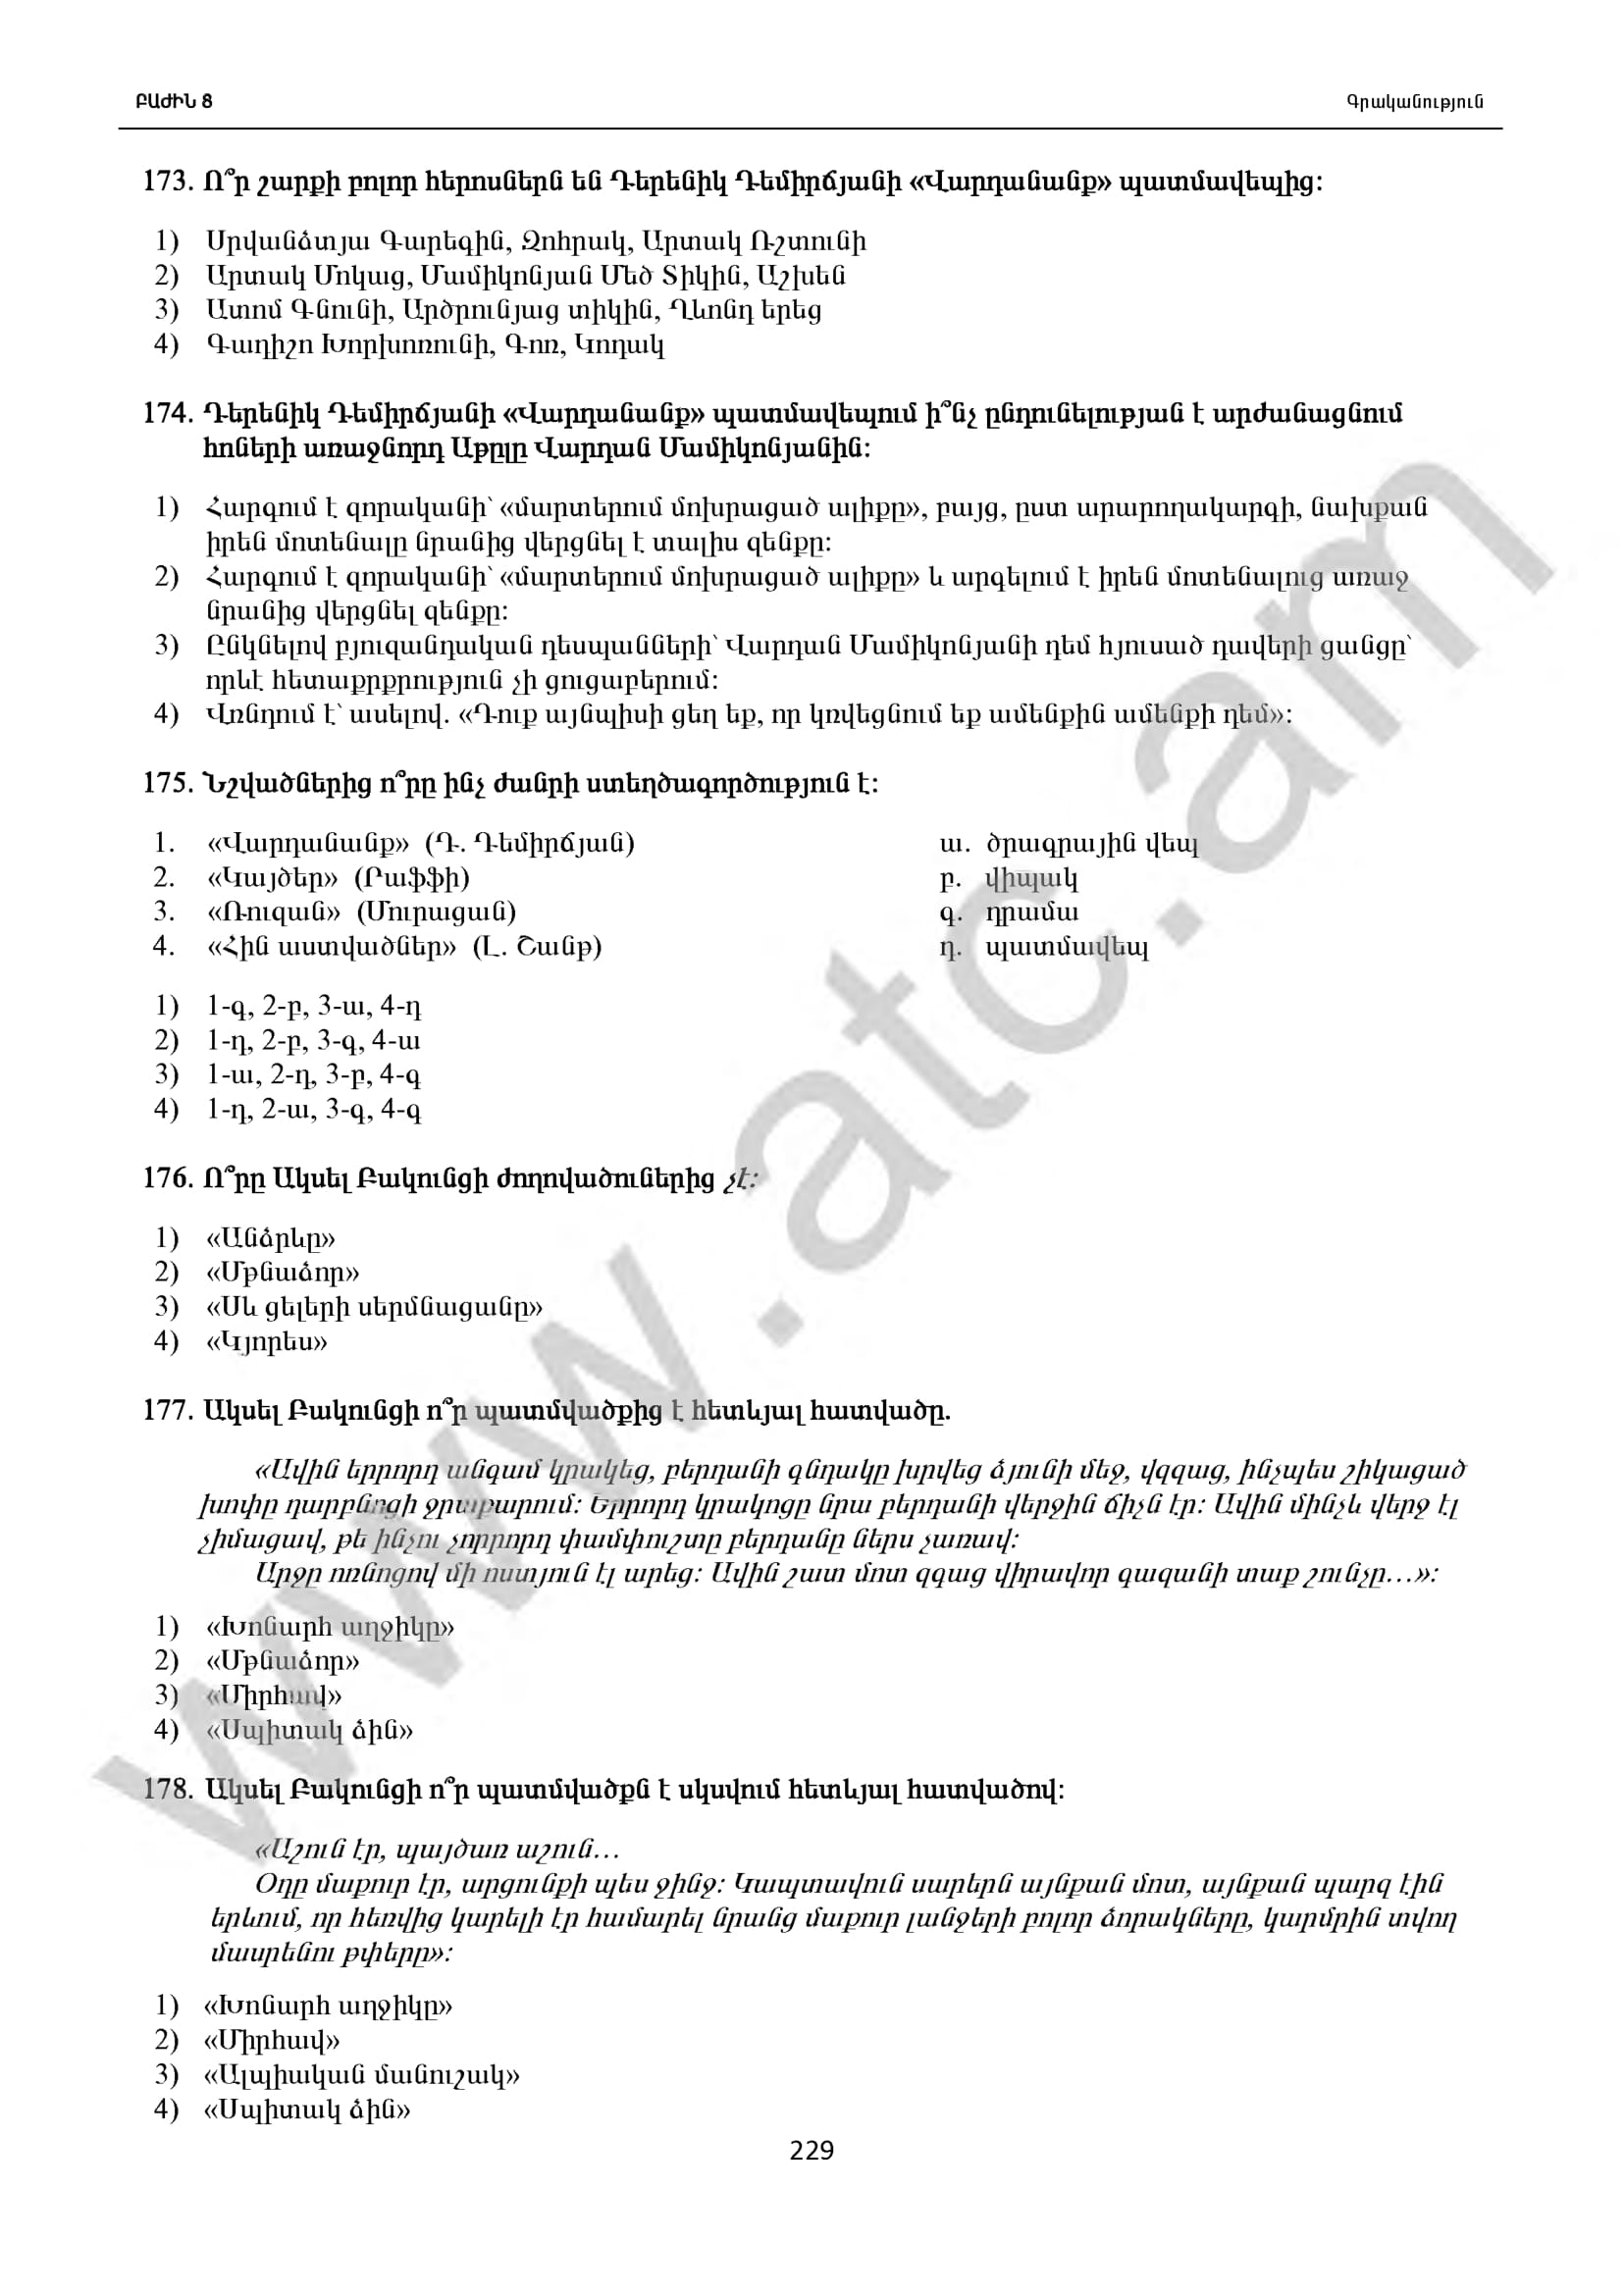 ԲԱԺԻՆ 8
Գրականություն
173. Ո՞ր շարքի բոլոր հերոսներն են Դերենիկ Դեմիրճյանի «Վարդանանք» պատմավեպից:
1) Սրվանձտյա Գարեգին, Զոհրակ, Արտակ Ռշտունի
2) Արտակ Մոկաց, Մամիկոնյան Մեծ Տիկին, Աշխեն
3) Ատոմ Գնունի, Արծրունյաց տիկին, Ղևոնդ երեց
4) Գադիշո Խորխոռունի, Գոռ, Կողակ
174. Դերենիկ Դեմիրճյանի «Վարդանանք» պատմավեպում ի՞նչ ընդունելության է արժանացնում
հոների առաջնորդ Աթըլը Վարդան Մամիկոնյանին:
1) Հարգում է զորականի՝ «մարտերում մոխրացած ալիքը», բայց, ըստ արարողակարգի, նախքան
իրեն մոտենալը նրանից վերցնել է տալիս զենքը:
2) Հարգում է զորականի՝ «մարտերում մոխրացած ալիքը» և արգելում է իրեն մոտենալուց առաջ
նրանից վերցնել զենքը:
3) Ընկնելով բյուզանդական դեսպանների՝ Վարդան Մամիկոնյանի դեմ հյուսած դավերի ցանցը՝
որևէ հետաքրքրություն չի ցուցաբերում:
4) Վռնդում է՝ ասելով. «Դուք այնպիսի ցեղ եք, որ կռվեցնում եք ամենքին ամենքի դեմ»:
175. Նշվածներից ո՞րը ինչ ժանրի ստեղծագործություն է:
1. «Վարդանանք» (Դ. Դեմիրճյան) ա. ծրագրային վեպ
2. «Կայծեր» (Րաֆֆի) բ. վիպակ
3. «Ռուզան» (Մուրացան) գ. դրամա
4. «Հին աստվածներ» (Լ. Շանթ) դ. պատմավեպ
1) 1-գ, 2-բ, 3-ա, 4-դ
2) 1-դ, 2-բ, 3-գ, 4-ա
3) 1-ա, 2-դ, 3-բ, 4-գ
4) 1-դ, 2-ա, 3-գ, 4-գ
176. Ո՞րը Ակսել Բակունցի ժողովածուներից չէ:
1) «Անձրևը»
2) «Մթնաձոր»
3) «Սև ցելերի սերմնացանը»
4) «Կյորես»
177. Ակսել Բակունցի ո՞ր պատմվածքից է հետևյալ հատվածը.
«Ավին երրորդ անգամ կրակեց, բերդանի գնդակը խրվեց ձյունի մեջ, վզզաց, ինչպես շիկացած
խոփը դարբնոցի ջրաքարում: Երրորդ կրակոցը նրա բերդանի վերջին ճիչն էր: Ավին մինչև վերջ էլ
չիմացավ, թե ինչու չորրորդ փամփուշտը բերդանը ներս չառավ:
Արջը ոռնոցով մի ոստյուն էլ արեց: Ավին շատ մոտ զգաց վիրավոր գազանի տաք շունչը...»:
1) «Խոնարհ աղջիկը»
2) «Մթնաձոր»
3) «Միրհավ»
4) «Սպիտակ ձին»
178. Ակսել Բակունցի ո՞ր պատմվածքն է սկսվում հետևյալ հատվածով:
«Աշուն էր, պայծառ աշուն...
Օդը մաքուր էր, արցունքի պես ջինջ: Կապտավուն սարերն այնքան մոտ, այնքան պարզ էին
երևում, որ հեռվից կարելի էր համարել նրանց մաքուր լանջերի բոլոր ձորակները, կարմրին տվող
մասրենու թփերը»:
1) «Խոնարհ աղջիկը»
2) «Միրհավ»
3) «Ալպիական մանուշակ»
4) «Սպիտակ ձին»
229
www.atc.am